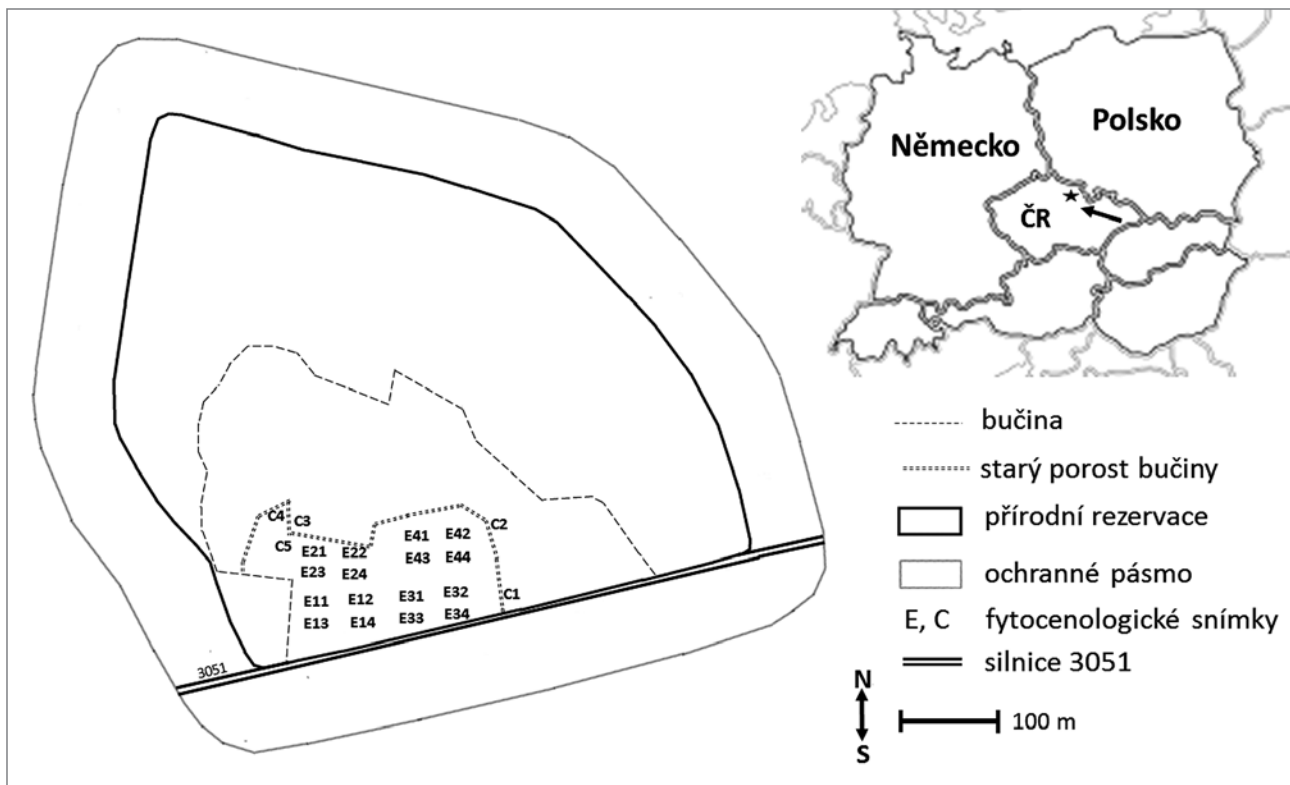 Německo
Polsko
ČR
C4
C3
C5
E21
E22
E23
E24
E11
E12
E13
E14
E41
E42
E43
E44
E31
E32
E33
E34
C2
C1
3051
bučina
starý porost bučiny
přírodní rezervace
ochranné pásmo
E, C fytocenologické snímky
silnice 3051
N
S
100 m